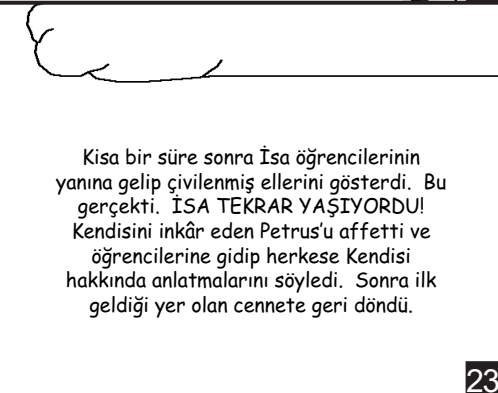 Kisa bir süre sonra İsa öğrencilerinin
yanına gelip çivilenmiş ellerini gösterdi.  Bu
gerçekti.  İSA TEKRAR YAŞIYORDU!
Kendisini inkâr eden Petrus'u affetti ve
öğrencilerine gidip herkese Kendisi
hakkında anlatmalarını söyledi.  Sonra ilk
geldiği yer olan cennete geri döndü.
23